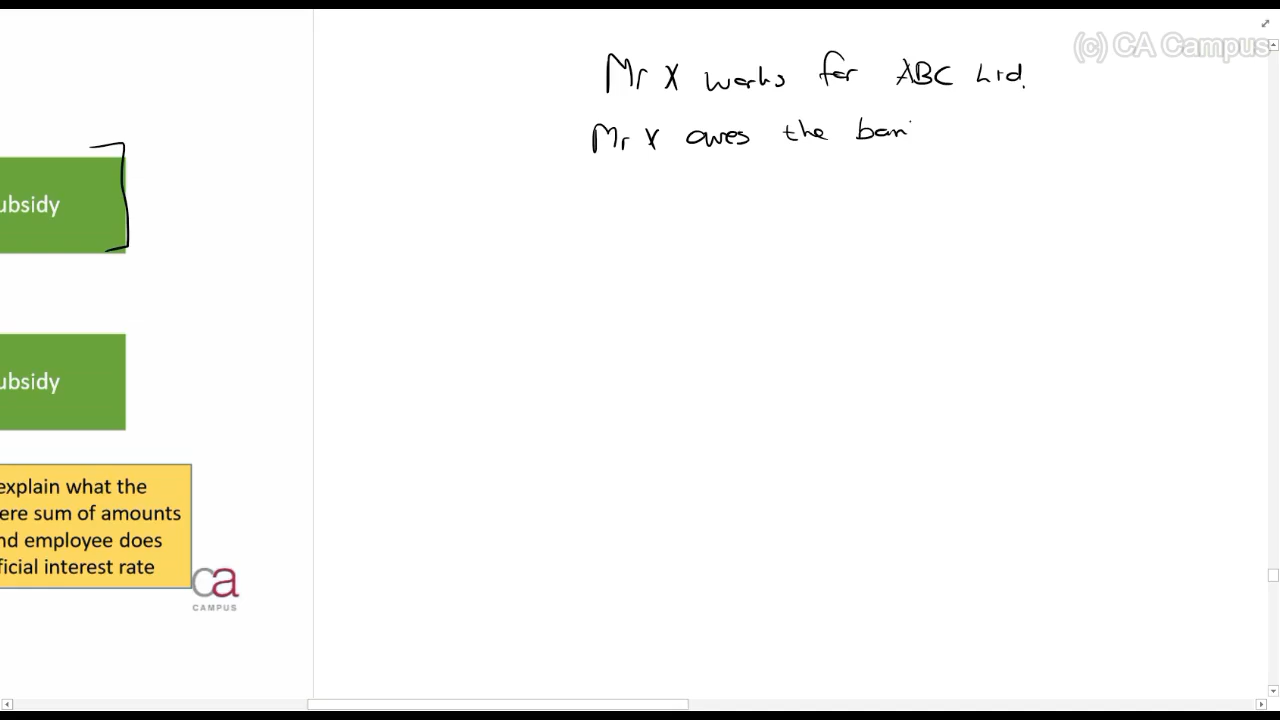 (c) CA Campus
Mr X works for ABC Ltd.
Mr X owes the ban
ubsidy
ubsidy
explain what the
ere sum of amounts
nd employee does
ficial interest rate
ca
CAMPUS